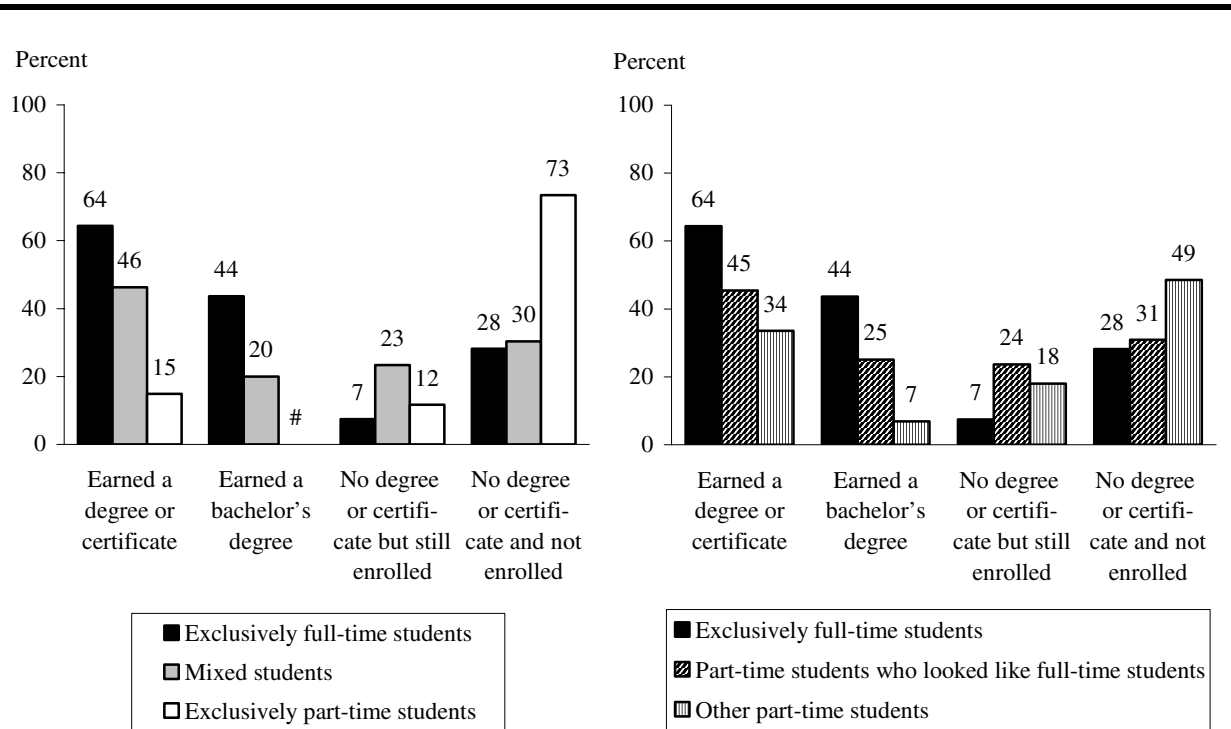 Percent
100
80
60
40
20
0
64
46
15
44
20
#
7
23
12
28
30
73
Earned a
degree or
certificate
Earned a
bachelor's
degree
No degree
or certifi-
cate but still
enrolled
No degree
or certifi-
cate and not
enrolled
Exclusively full-time students
Mixed students
Exclusively part-time students
Percent
100
80
60
40
20
0
64
45
34
44
25
7
7
24
18
28
31
49
Earned a
degree or
certificate
Earned a
bachelor's
degree
No degree
or certifi-
cate but still
enrolled
No degree
or certifi-
cate and not
enrolled
Exclusively full-time students
Part-time students who looked like full-time students
Other part-time students